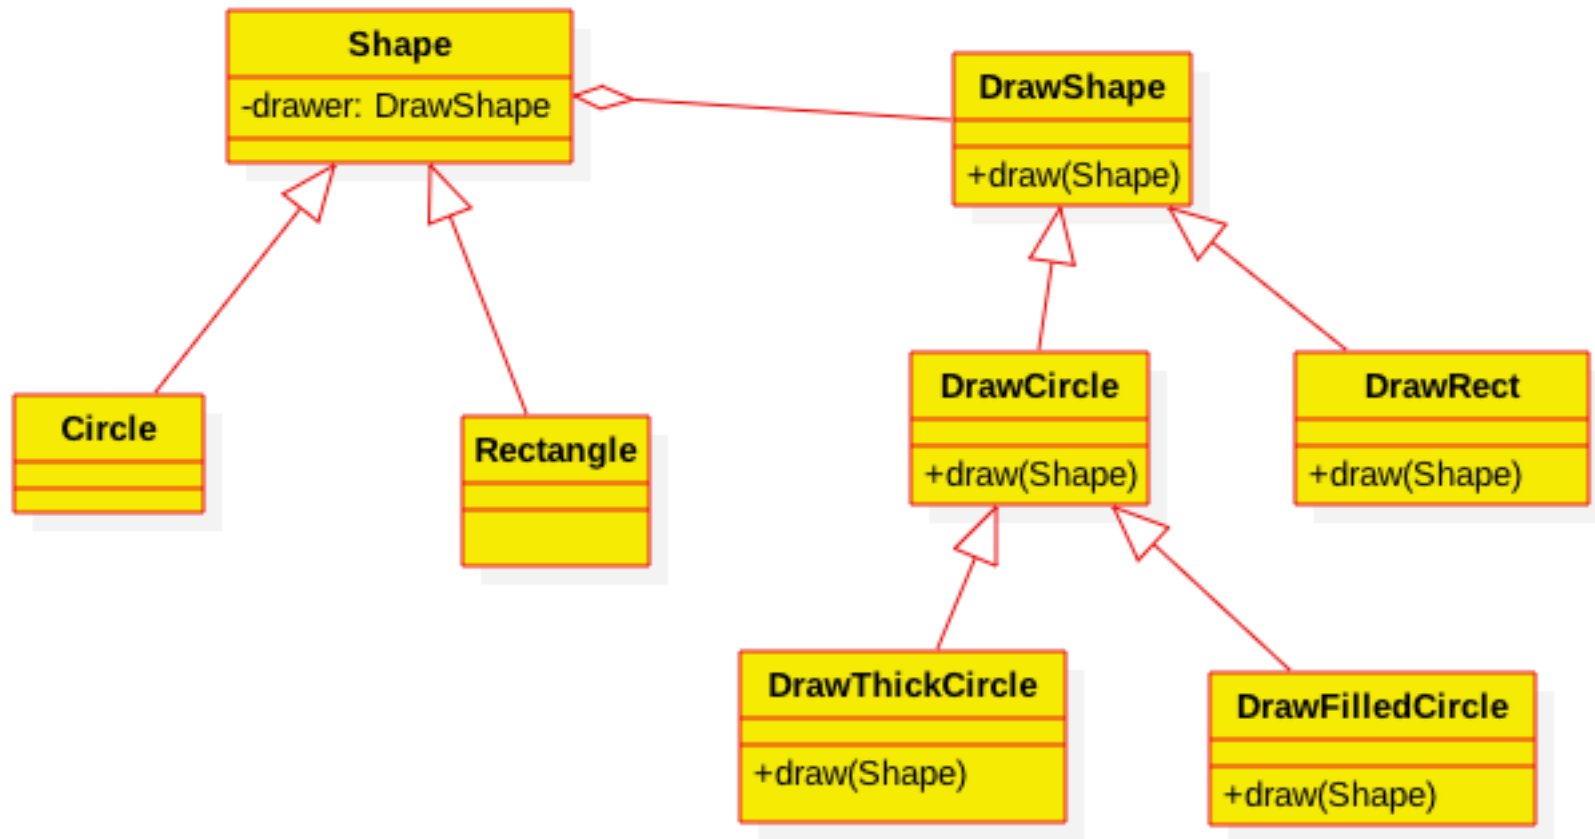 Shape
-drawer: DrawShape
DrawShape
+draw(Shape)
Circle
Rectangle
DrawCircle
+draw(Shape)
DrawRect
+draw(Shape)
DrawThickCircle
+draw(Shape)
DrawFilledCircle
+draw(Shape)